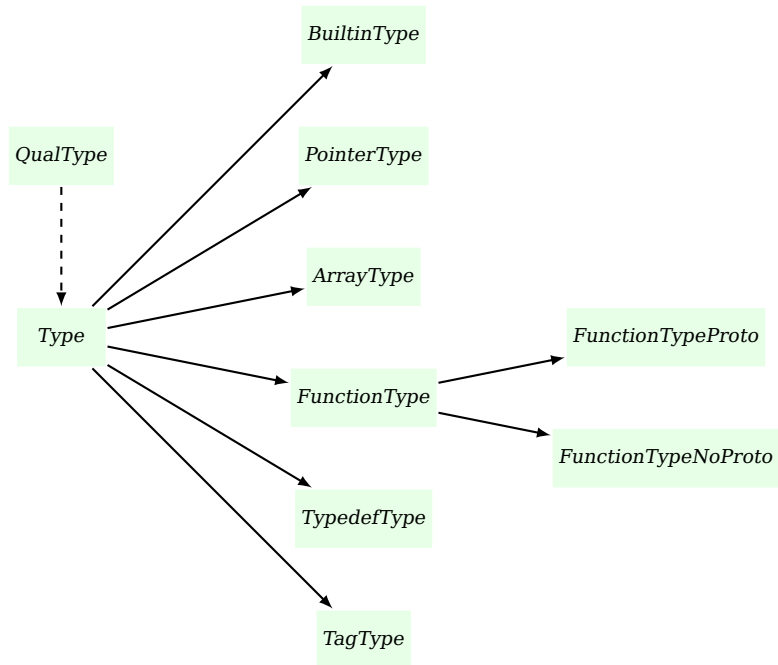 BuiltinType
QualType
PointerType
ArrayType
Type
FunctionTypeProto
FunctionType
FunctionTypeNoProto
TypedefType
TagType